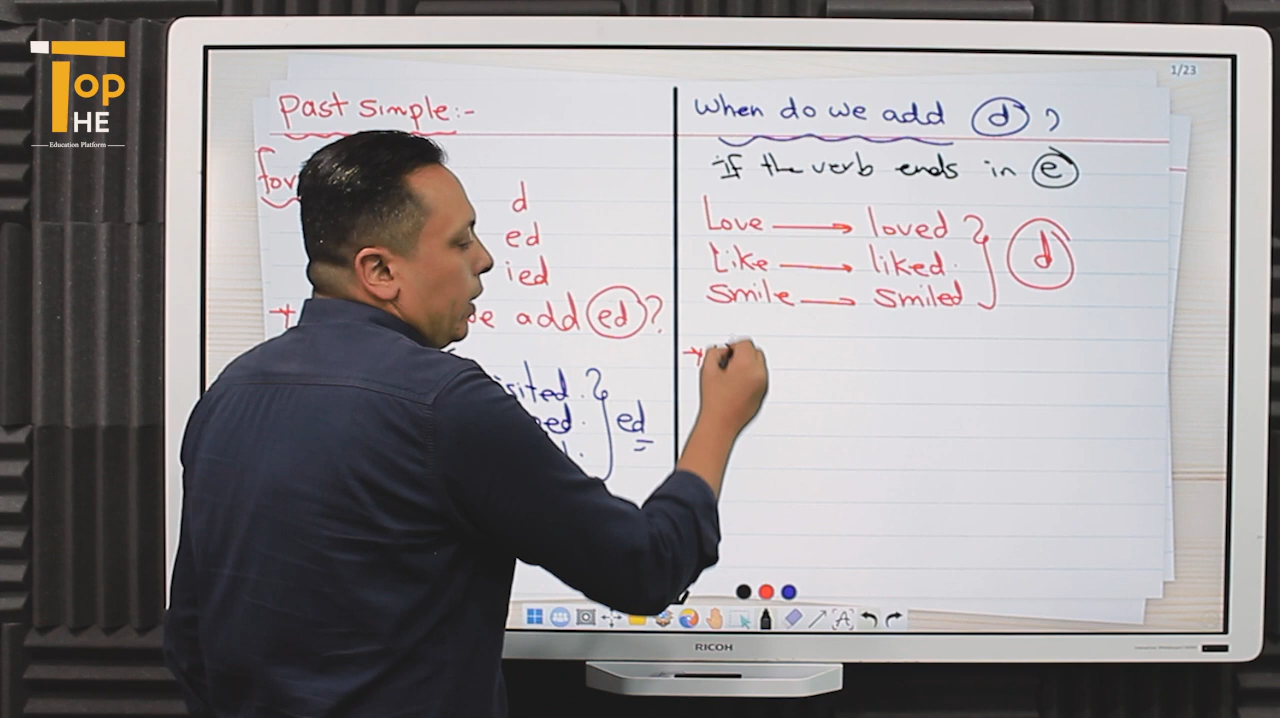 TOP
THE
Education Platform
1/23
Past Simple:-
d
ed
ied
add ed ?
ed
When do we add d ?
If the verb ends in e
Love → loved
Like → liked.
Smile → Smiled
d
RICOH